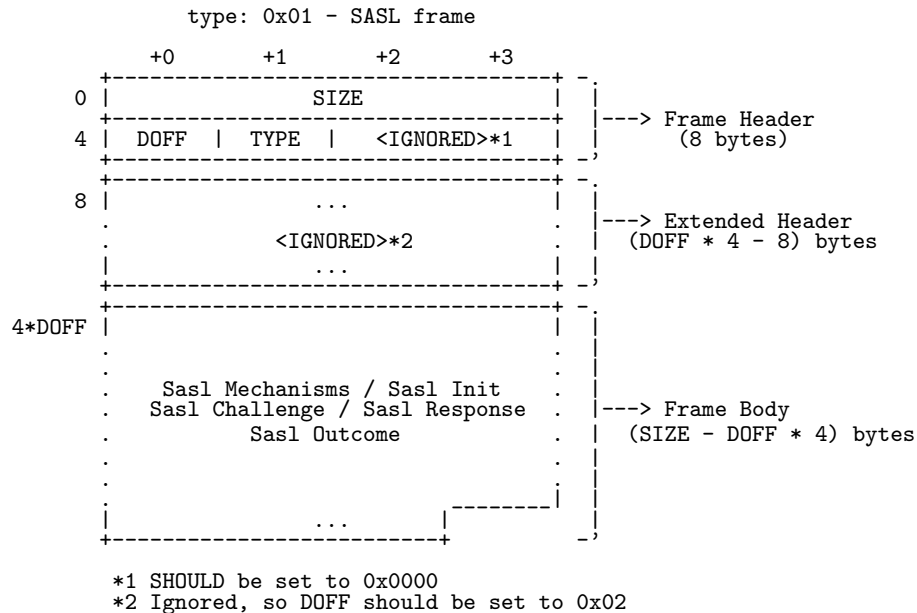 type: 0x01 - SASL frame
+0 +1 +2 +3
0 | SIZE |
4 | DOFF | TYPE | <IGNORED>*1 | |---> Frame Header
(8 bytes)
8 | ... |
<IGNORED>*2 |---> Extended Header
(DOFF * 4 - 8) bytes
...
4*DOFF |
Sasl Mechanisms / Sasl Init
Sasl Challenge / Sasl Response |---> Frame Body
Sasl Outcome (SIZE - DOFF * 4) bytes
...
*1 SHOULD be set to 0x0000
*2 Ignored, so DOFF should be set to 0x02